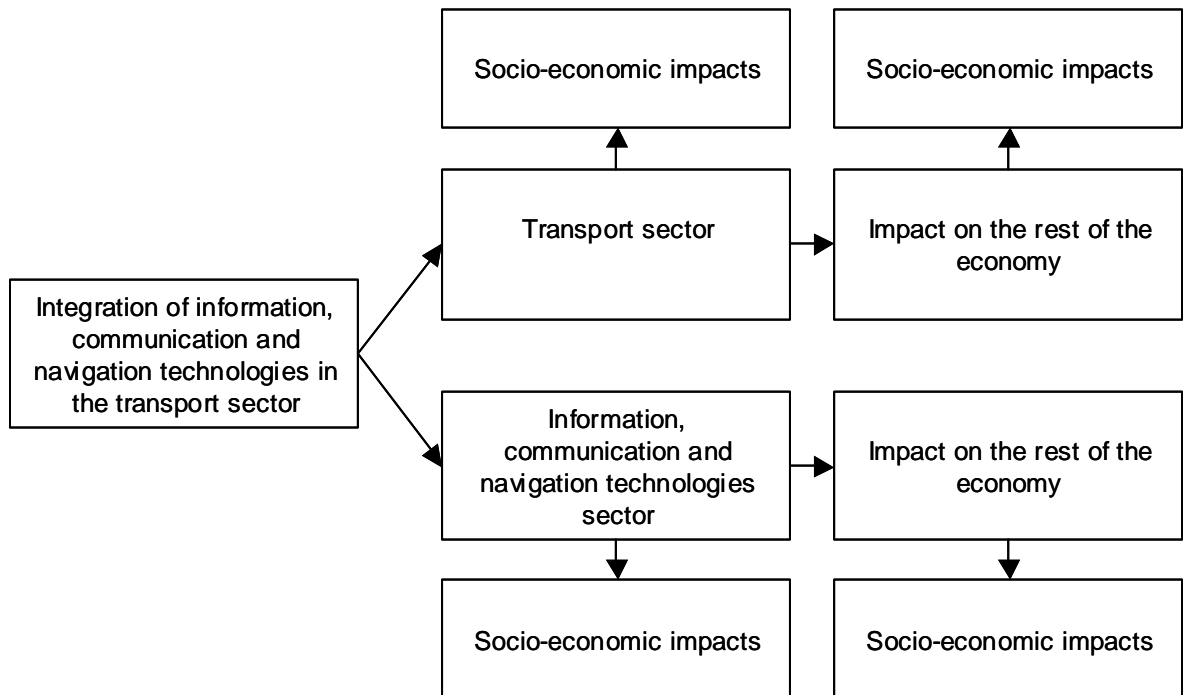 Socio-economic impacts
Socio-economic impacts
Transport sector
Impact on the rest of the
economy
Integration of information,
communication and
navigation technologies in
the transport sector
Information,
communication and
navigation technologies
sector
Impact on the rest of the
economy
Socio-economic impacts
Socio-economic impacts